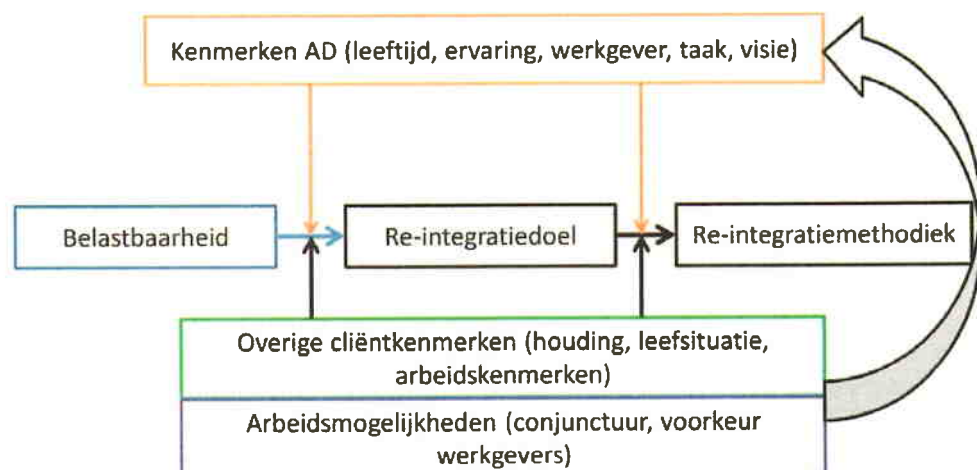 Kenmerken AD (leeftijd, ervaring, werkgever, taak, visie)
Belastbaarheid
Re-integratiedoel
Re-integratiemethodiek
Overige cliëntkenmerken (houding, leefsituatie,
arbeidskenmerken)
Arbeidsmogelijkheden (conjunctuur, voorkeur
werkgevers)